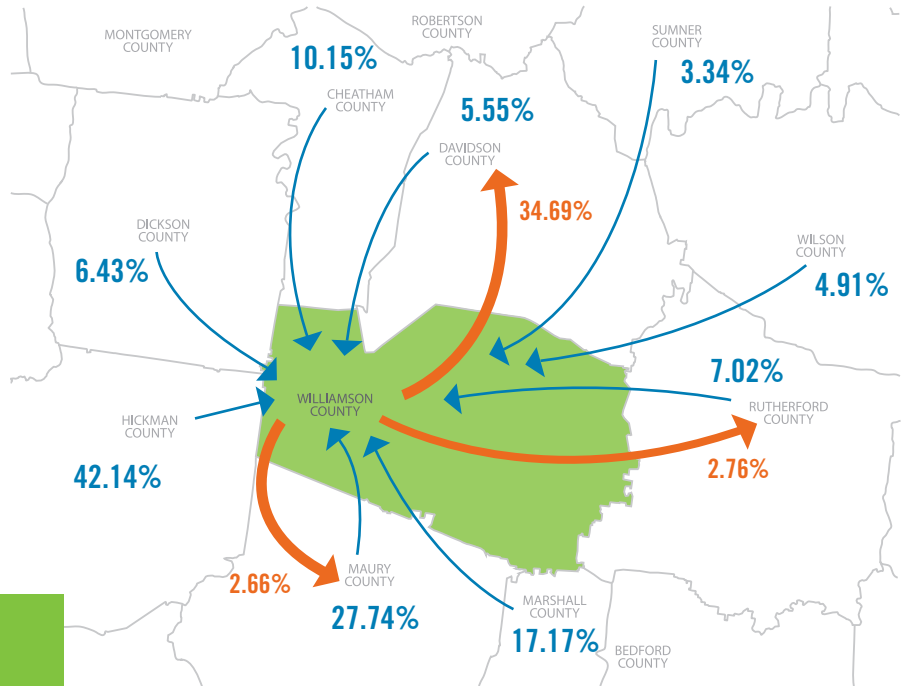 MONTGOMERY
COUNTY
ROBERTSON
COUNTY
SUMNER
COUNTY
10.15%
3.34%
CHEATHAM
COUNTY
5.55%
DAVIDSON
COUNTY
34.69%
DICKSON
COUNTY
6.43%
WILSON
COUNTY
4.91%
7.02%
WILLIAMSON
COUNTY
RUTHERFORD
COUNTY
HICKMAN
COUNTY
42.14%
2.76%
MAURY
COUNTY
2.66%
27.74%
MARSHALL
COUNTY
17.17%
BEDFORD
COUNTY